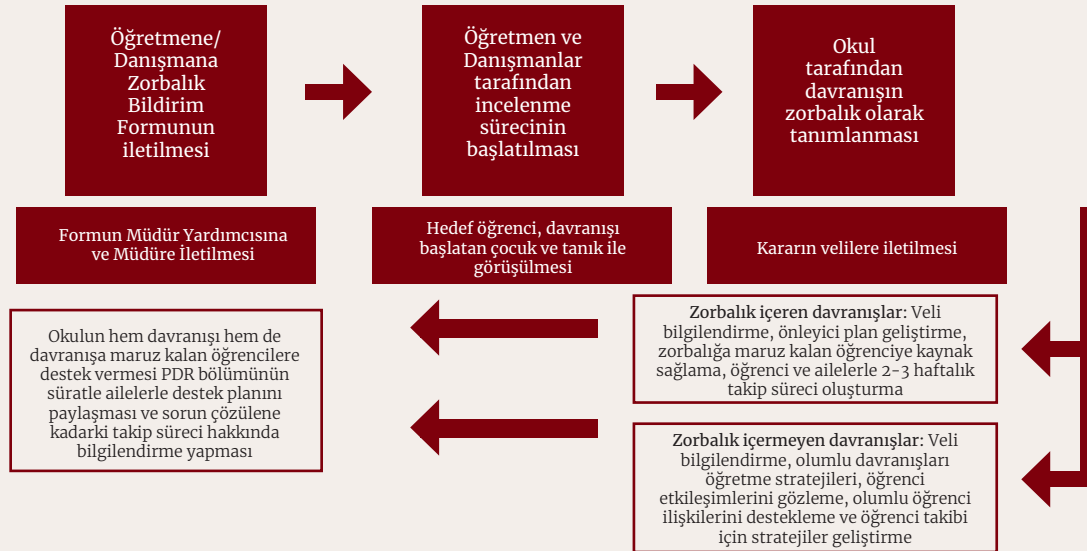 Öğretmene/
Danışmana
Zorbalık
Bildirim
Formunun
iletilmesi
Öğretmen ve
Danışmanlar
tarafından
incelenme
sürecinin
başlatılması
Okul
tarafından
davranışın
zorbalık olarak
tanımlanması
Formun Müdür Yardımcısına
ve Müdüre İletilmesi
Hedef öğrenci, davranışı
başlatan çocuk ve tanık ile
görüşülmesi
Kararın velilere iletilmesi
Zorbalık içeren davranışlar: Veli
bilgilendirme, önleyici plan geliştirme,
zorbalığa maruz kalan öğrenciye kaynak
sağlama, öğrenci ve ailelerle 2-3 haftalık
takip süreci oluşturma
Okulun hem davranışı hem de
davranışa maruz kalan öğrencilere
destek vermesi PDR bölümünün
süratle ailelerle destek planını
paylaşması ve sorun çözülene
kadarki takip süreci hakkında
bilgilendirme yapması
Zorbalık içermeyen davranışlar: Veli
bilgilendirme, olumlu davranışları
öğretme stratejileri, öğrenci
etkileşimlerini gözleme, olumlu öğrenci
ilişkilerini destekleme ve öğrenci takibi
için stratejiler geliştirme